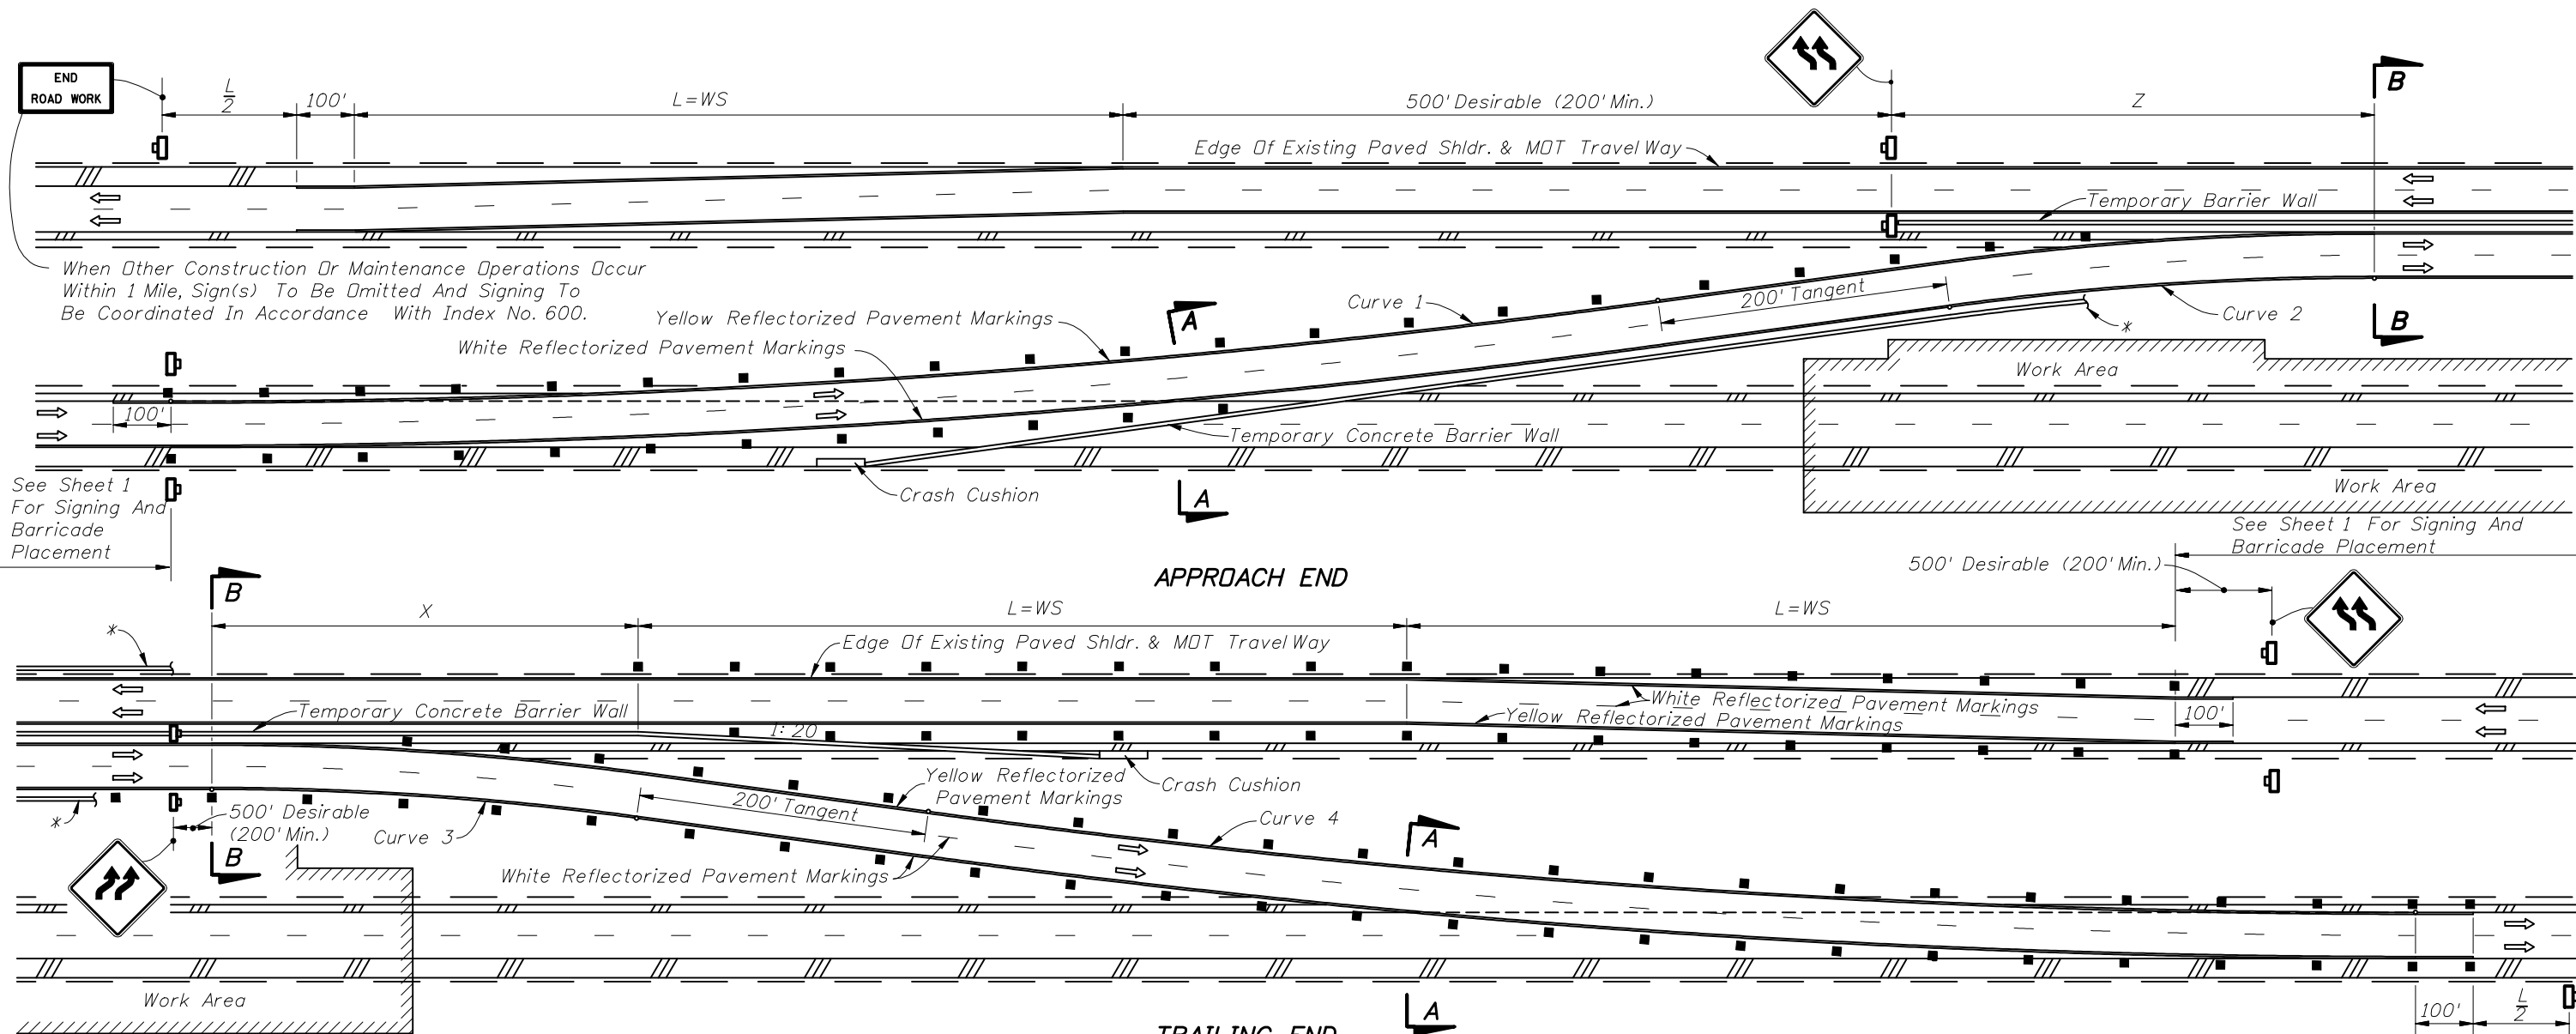 END
ROAD WORK
L
2
100'
L=WS
500' Desirable (200' Min.)
Z
B
Edge Of Existing Paved Shldr. & MOT Travel Way
Temporary Barrier Wall
When Other Construction Or Maintenance Operations Occur
Within 1 Mile, Sign(s) To Be Omitted And Signing To
Be Coordinated In Accordance With Index No. 600.
Yellow Reflectorized Pavement Markings
A
Curve 1
200' Tangent
*
Curve 2
B
White Reflectorized Pavement Markings
Work Area
100'
Temporary Concrete Barrier Wall
Crash Cushion
A
Work Area
See Sheet 1
For Signing And
Barricade
Placement
See Sheet 1 For Signing And
Barricade Placement
APPROACH END
500' Desirable (200' Min.)
B
X
L=WS
L=WS
*
Edge Of Existing Paved Shldr. & MOT Travel Way
White Reflectorized Pavement Markings
Temporary Concrete Barrier Wall
1: 20
Yellow Reflectorized Pavement Markings
100'
Crash Cushion
Yellow Reflectorized
Pavement Markings
200' Tangent
*
500' Desirable
(200' Min.)
Curve 3
Curve 4
A
B
White Reflectorized Pavement Markings
Work Area
A
100'
L
2
TRAILING END